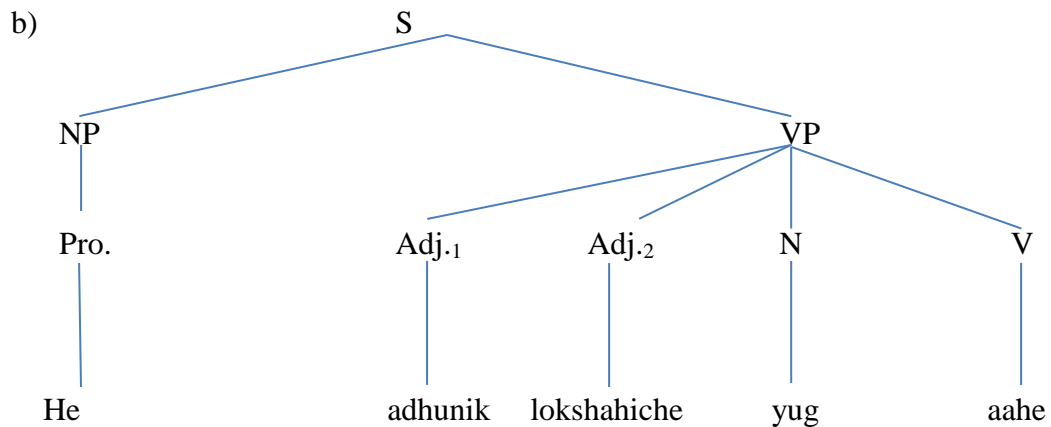 b) S
NP VP
Pro. Adj.₁ Adj.₂ N V
He adhunik lokshahiche yug aahe